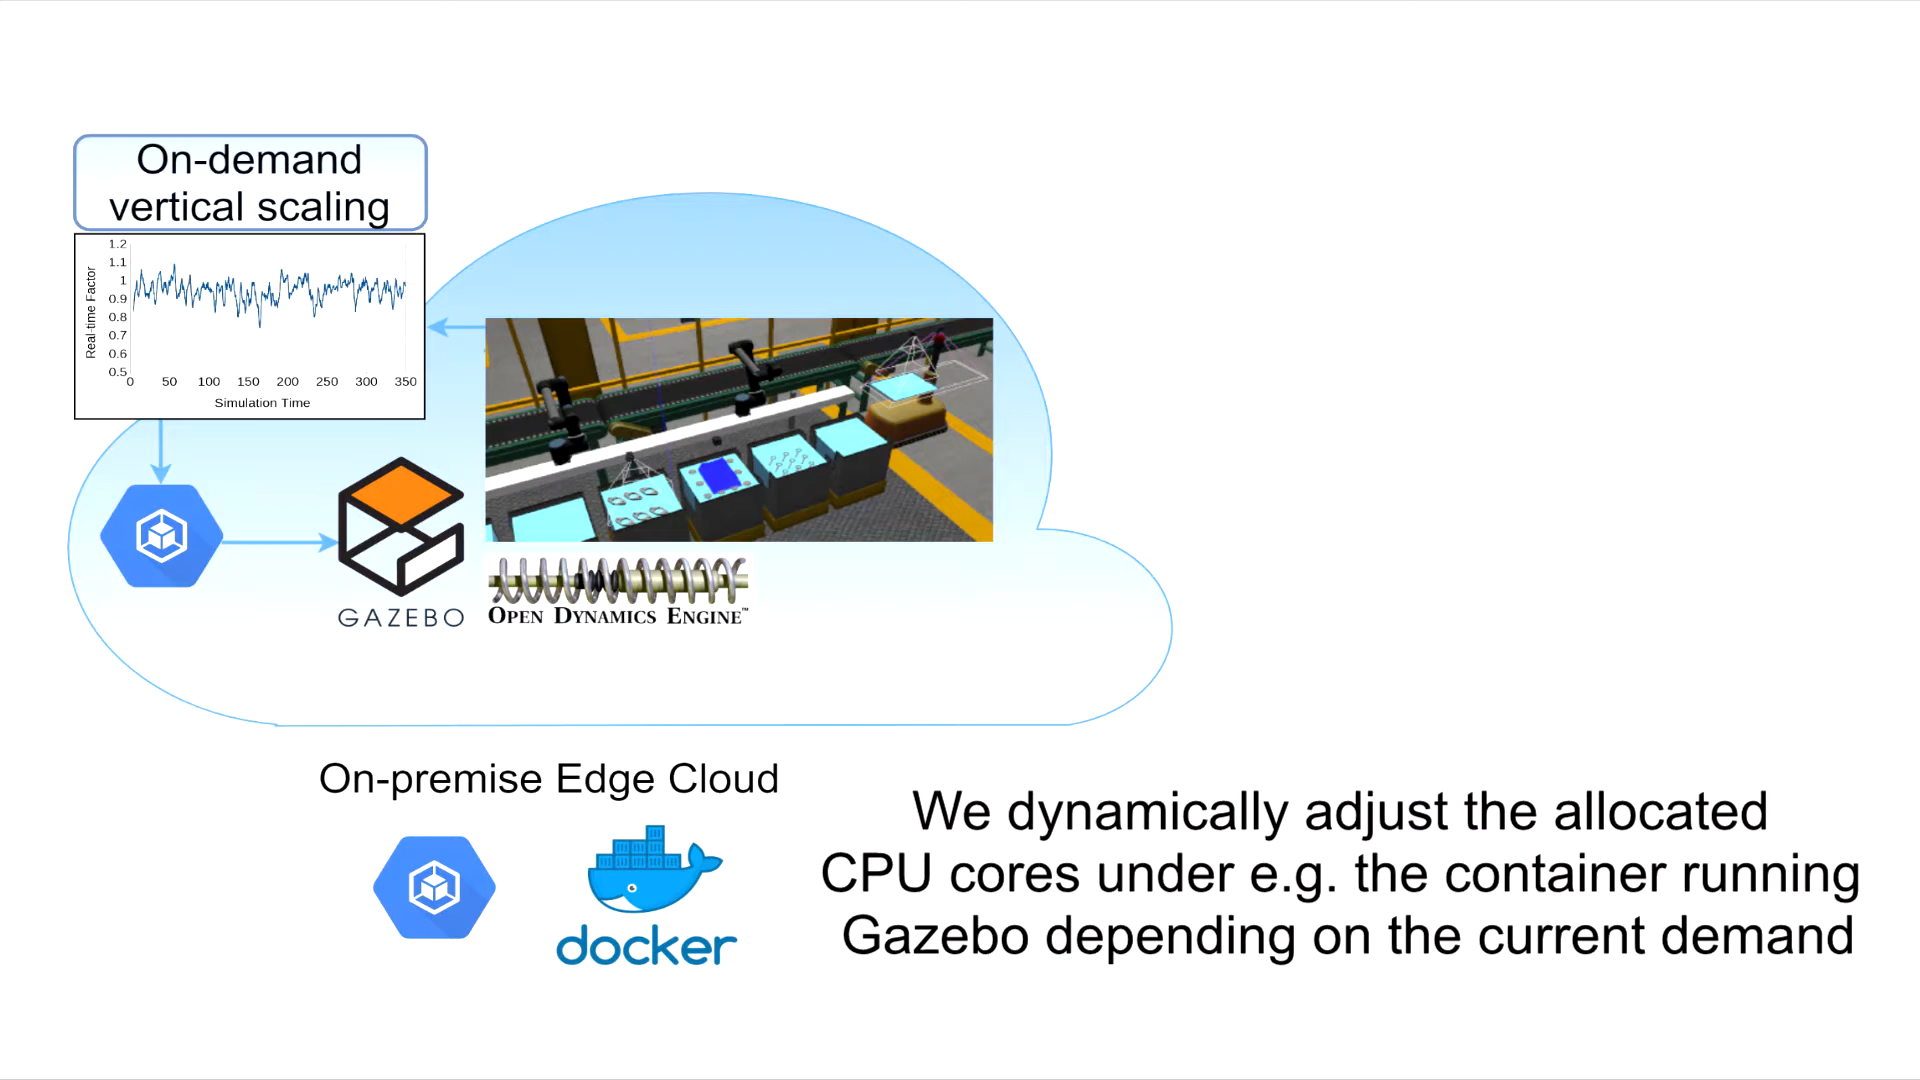 On-demand
vertical scaling
1.2
1.1
1
0.9
0.8
0.7
0.6
0.5
Real-time Factor
0 50 100 150 200 250 300 350
Simulation Time
GAZEBO
OPEN DYNAMICS ENGINE™
On-premise Edge Cloud
docker
We dynamically adjust the allocated
CPU cores under e.g. the container running
Gazebo depending on the current demand